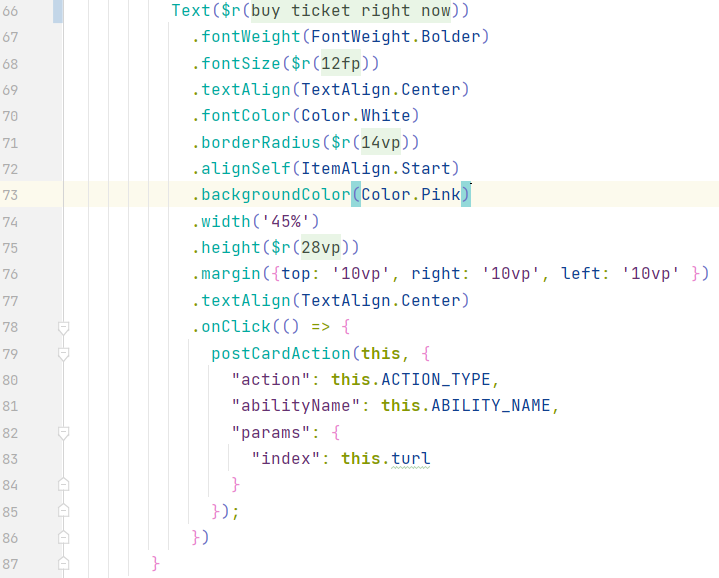 66 Text($r(buy ticket right now))
67 .fontWeight(FontWeight.Bolder)
68 .fontSize($r(12fp))
69 .textAlign(TextAlign.Center)
70 .fontColor(Color.White)
71 .borderRadius($r(14vp))
72 .alignSelf(ItemAlign.Start)
73 .backgroundColor(Color.Pink)
74 .width('45%')
75 .height($r(28vp))
76 .margin({top: '10vp', right: '10vp', left: '10vp' })
77 .textAlign(TextAlign.Center)
78 .onClick(() => {
79 postCardAction(this, {
80 "action": this.ACTION_TYPE,
81 "abilityName": this.ABILITY_NAME,
82 "params": {
83 "index": this.turl
84 }
85 });
86 })
87 }